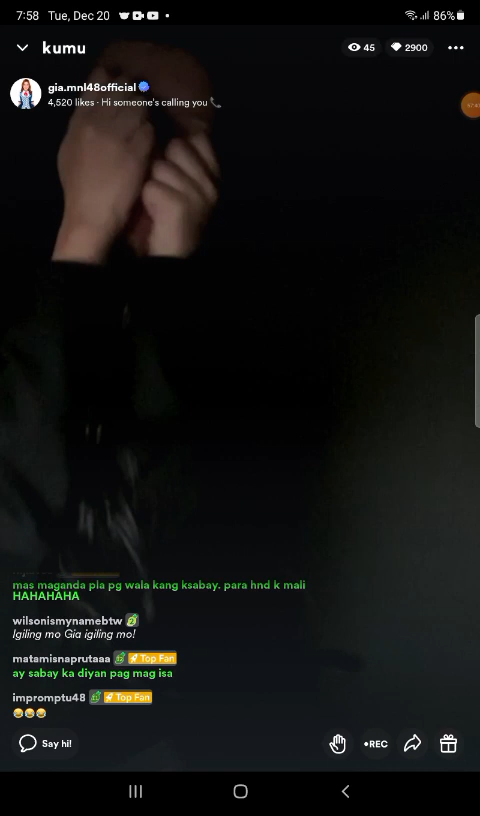 7:58 Tue, Dec 20 86%
kumu 45 2900
gia.mnl48official
4,520 likes · Hi someone's calling you
mas maganda pla pg wala kang ksabay. para hnd k mali
HAHAHAHA
wilsonismynamebtw
Igiling mo Gia igiling mo!
matamisnaprutaaa Top Fan
ay sabay ka diyan pag mag isa
impromptu48 Top Fan
Say hi! REC